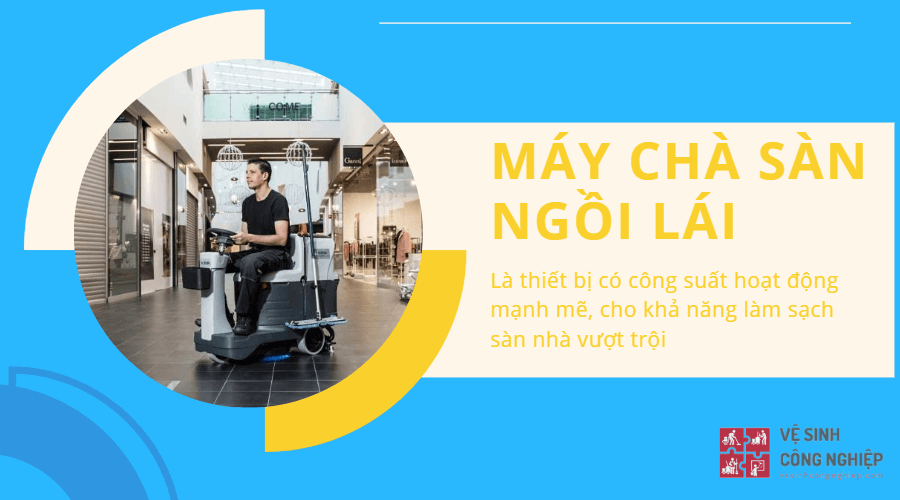 COME
Gucci
MÁY CHÀ SÀN
NGỒI LÁI
Là thiết bị có công suất hoạt động
mạnh mẽ, cho khả năng làm sạch
sàn nhà vượt trội
VỆ SINH
CÔNG NGHIỆP